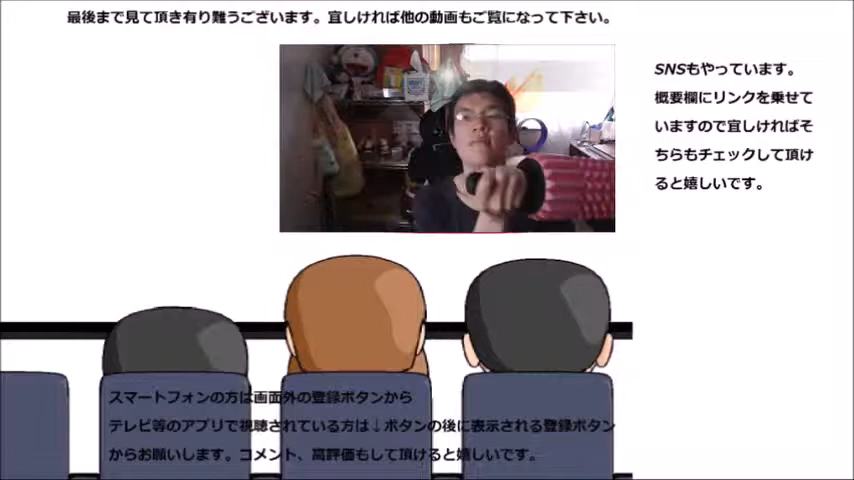 最後まで見て頂き有り難うございます。宜しければ他の動画もご覧になって下さい。
SNSもやっています。
概要欄にリンクを乗せて
いますので宜しければそ
ちらもチェックして頂け
ると嬉しいです。
スマートフォンの方は画面外の登録ボタンから
テレビ等のアプリで視聴されている方は↓ボタンの後に表示される登録ボタン
からお願いします。コメント、高評価もして頂けると嬉しいです。